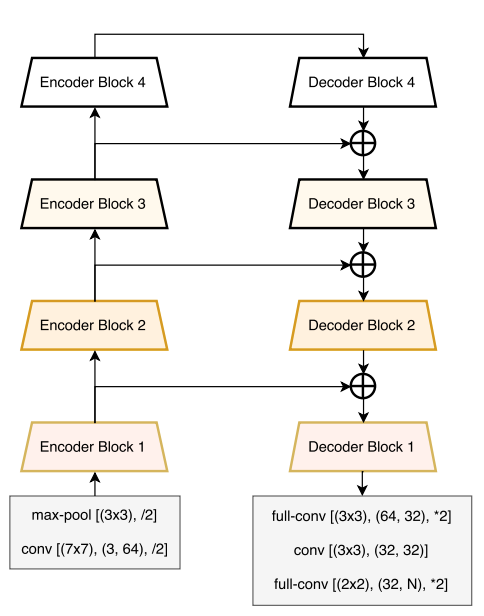 Encoder Block 4
Decoder Block 4
Encoder Block 3
Decoder Block 3
Encoder Block 2
Decoder Block 2
Encoder Block 1
Decoder Block 1
max-pool [(3x3), /2]
conv [(7x7), (3, 64), /2]
full-conv [(3x3), (64, 32), *2]
conv [(3x3), (32, 32)]
full-conv [(2x2), (32, N), *2]